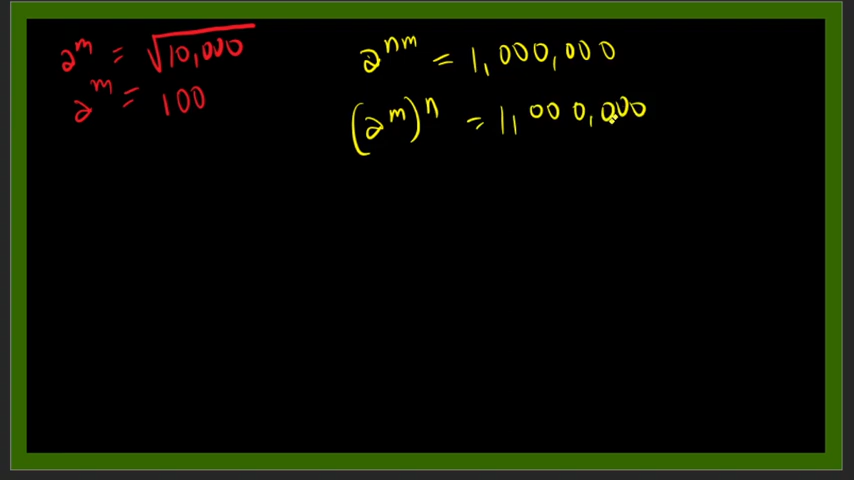 2^m = √10,000
2^m = 100
2^nm = 1,000,000
(2^m)^n = 1,000,000